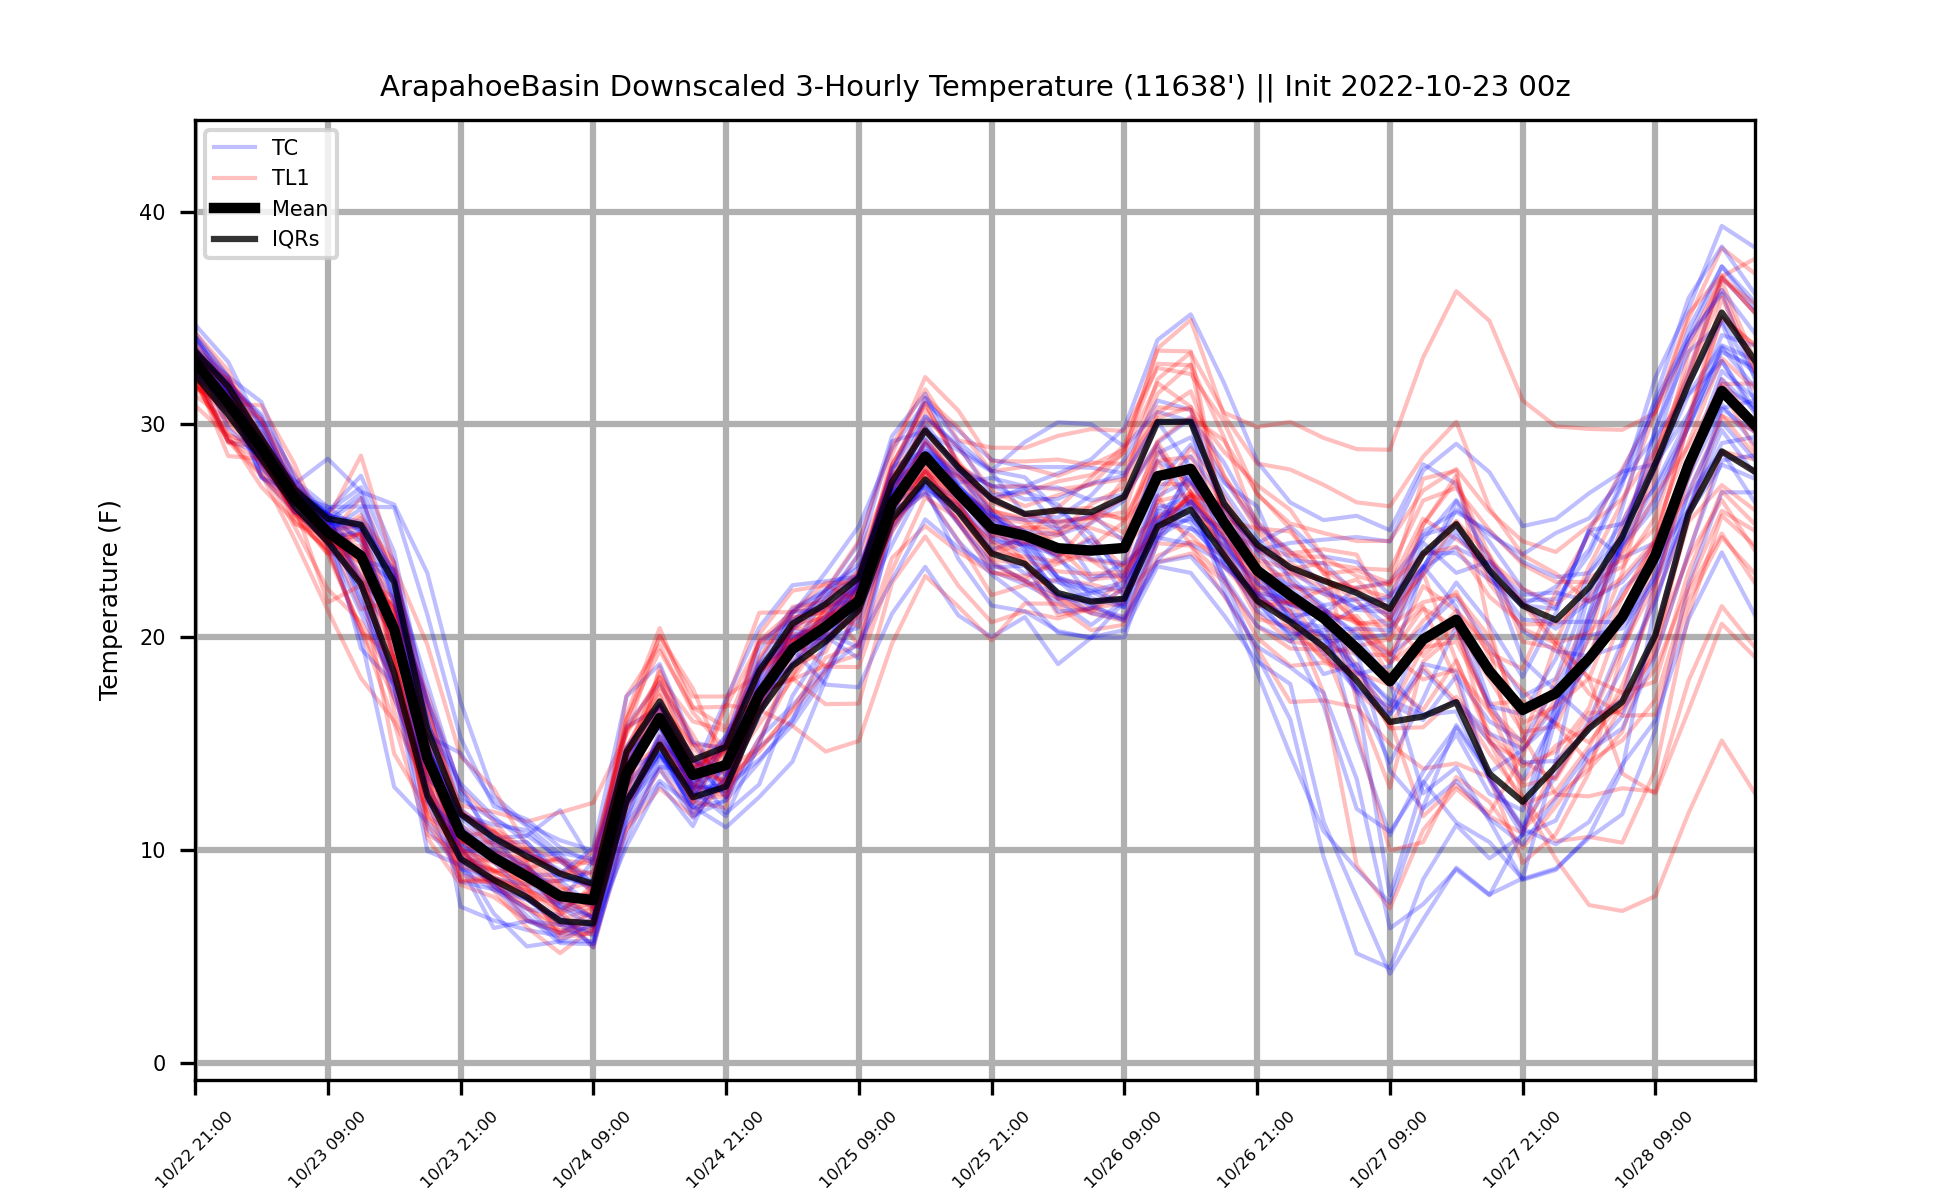 ArapahoeBasin Downscaled 3-Hourly Temperature (11638') || Init 2022-10-23 00z
TC
TL1
Mean
IQRs
Temperature (F)
40
30
20
10
0
10/22 21:00
10/23 09:00
10/23 21:00
10/24 09:00
10/24 21:00
10/25 09:00
10/25 21:00
10/26 09:00
10/26 21:00
10/27 09:00
10/27 21:00
10/28 09:00